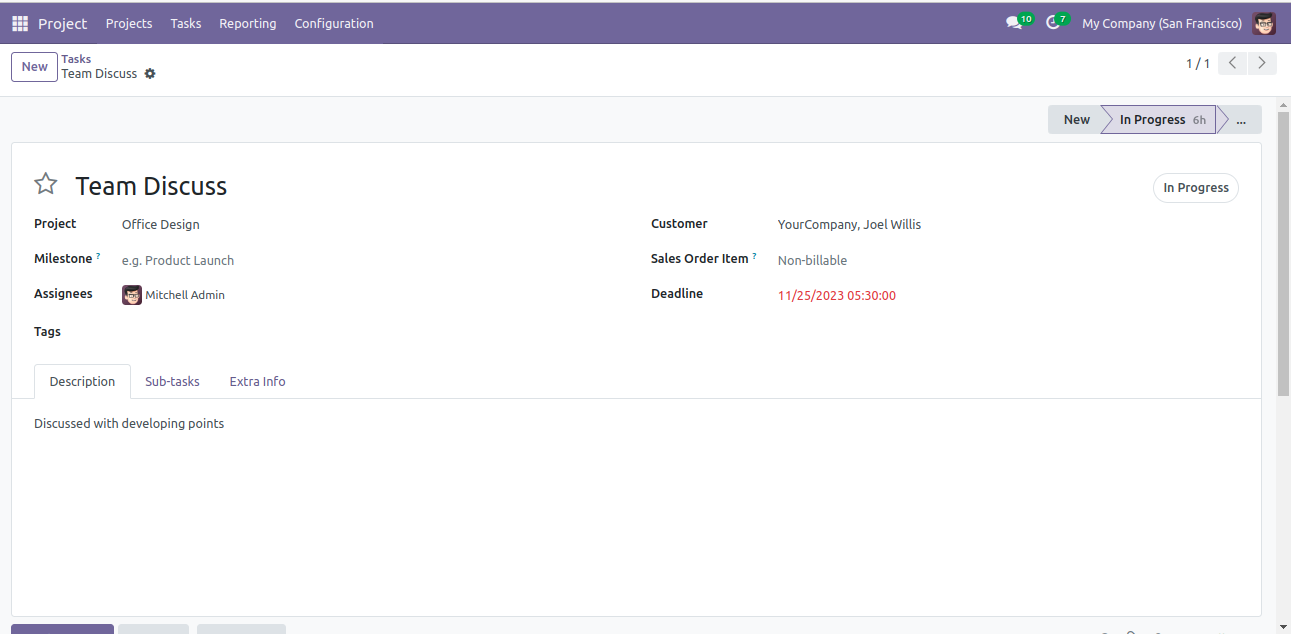 Project Projects Tasks Reporting Configuration 10 7 My Company (San Francisco)
New Tasks 1 / 1
Team Discuss
New In Progress 6h ...
Team Discuss In Progress
Project Office Design Customer YourCompany, Joel Willis
Milestone ? e.g. Product Launch Sales Order Item ? Non-billable
Assignees Mitchell Admin Deadline 11/25/2023 05:30:00
Tags
Description Sub-tasks Extra Info
Discussed with developing points